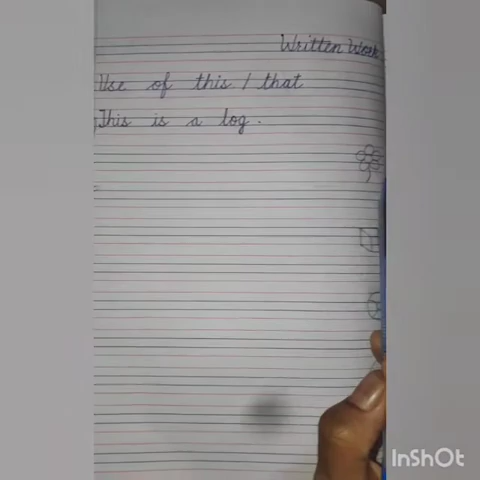 Written Work
Use of this / that
This is a log.
InShOt